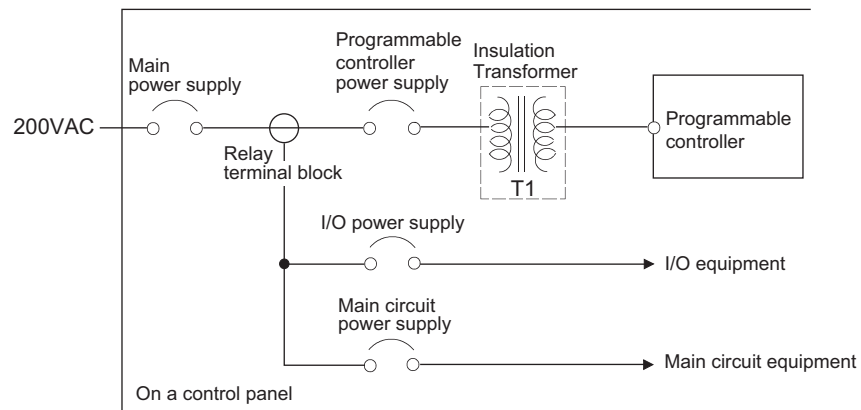 Main
power supply
Programmable
controller
power supply
Insulation
Transformer
200VAC
Relay
terminal block
T1
Programmable
controller
I/O power supply
I/O equipment
Main circuit
power supply
Main circuit equipment
On a control panel